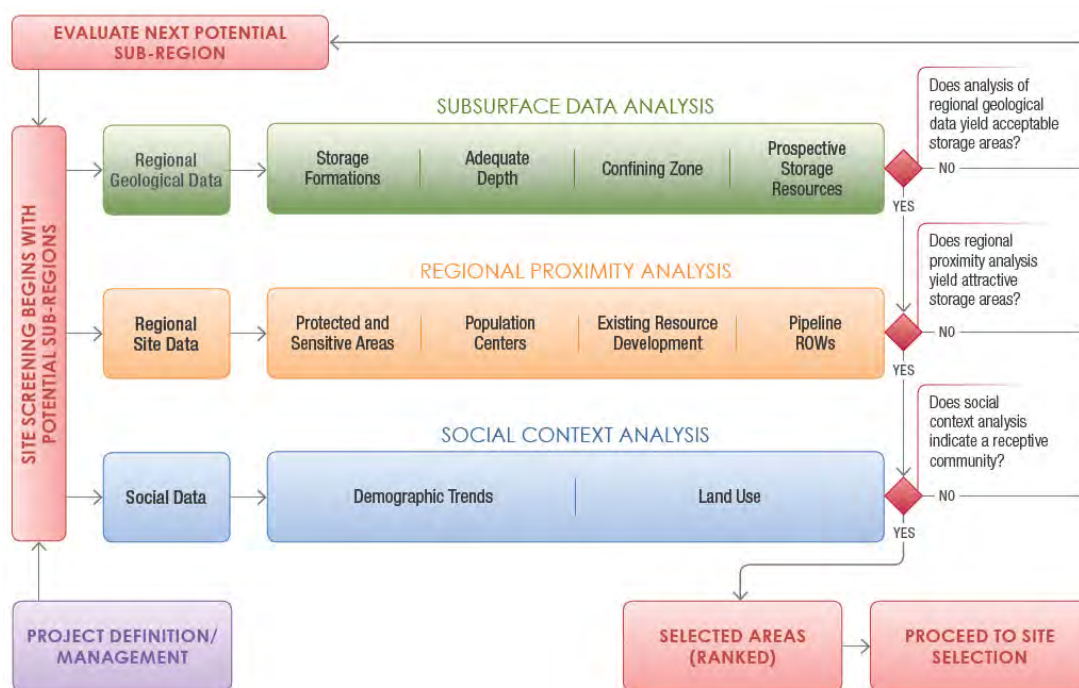 EVALUATE NEXT POTENTIAL
SUB-REGION
SITE SCREENING BEGINS WITH
POTENTIAL SUB-REGIONS
SUBSURFACE DATA ANALYSIS
Regional
Geological Data
Storage
Formations
Adequate
Depth
Confining Zone
Prospective
Storage
Resources
Does analysis of
regional geological
data yield acceptable
storage areas?
NO
YES
REGIONAL PROXIMITY ANALYSIS
Regional
Site Data
Protected and
Sensitive Areas
Population
Centers
Existing Resource
Development
Pipeline
ROWs
Does regional
proximity analysis
yield attractive
storage areas?
NO
YES
SOCIAL CONTEXT ANALYSIS
Social Data
Demographic Trends
Land Use
Does social
context analysis
indicate a receptive
community?
NO
YES
PROJECT DEFINITION/
MANAGEMENT
SELECTED AREAS
(RANKED)
PROCEED TO SITE
SELECTION